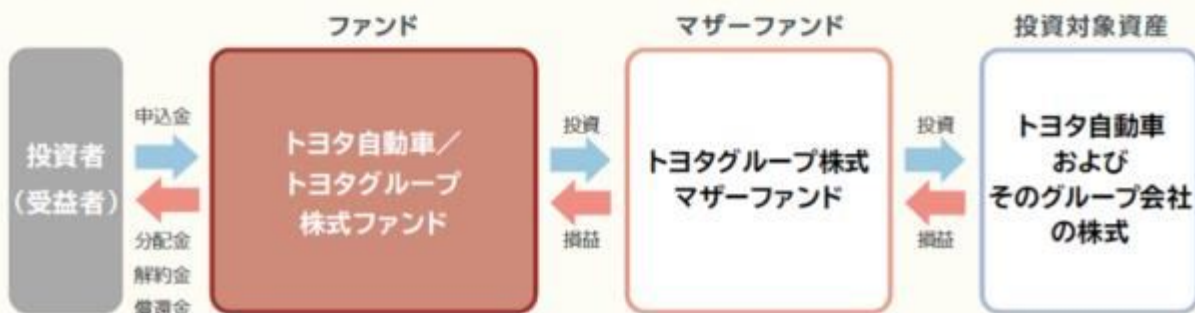 ファンド
マザーファンド
投資対象資産
投資者
(受益者)
申込金
分配金
解約金
償還金
トヨタ自動車/
トヨタグループ
株式ファンド
投資
損益
トヨタグループ株式
マザーファンド
投資
損益
トヨタ自動車
および
そのグループ会社
の株式